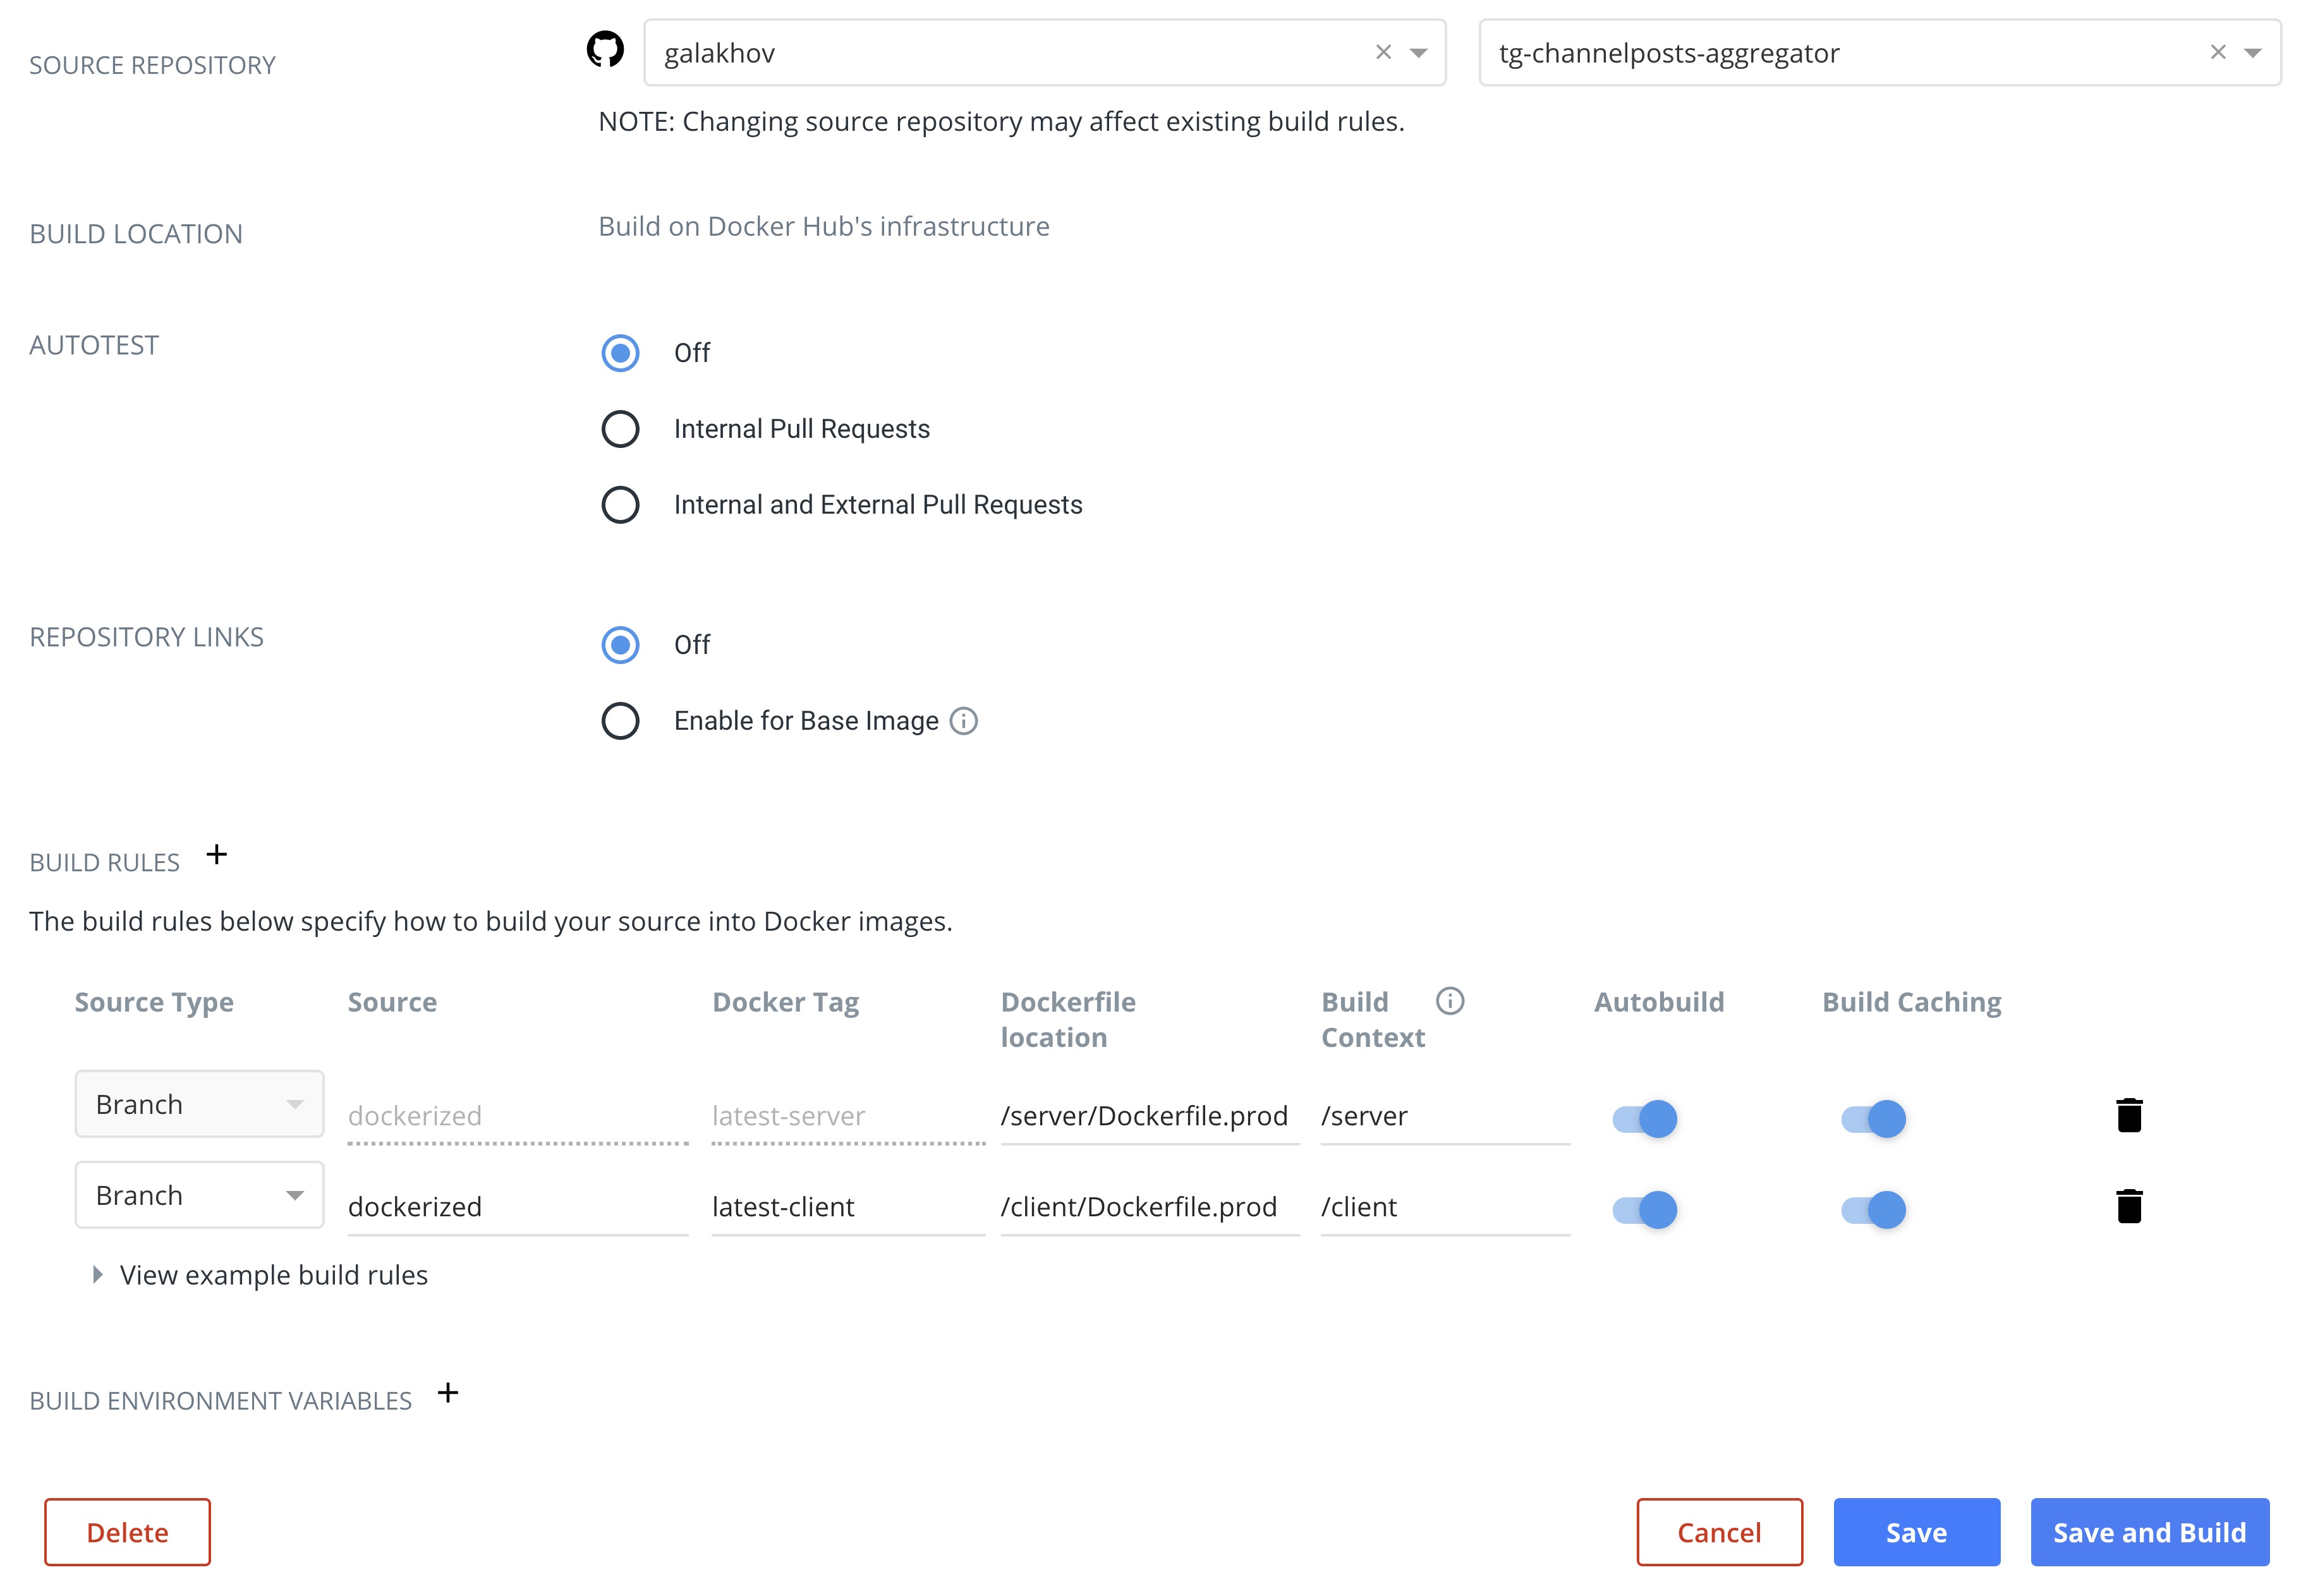 SOURCE REPOSITORY
galakhov
tg-channelposts-aggregator
NOTE: Changing source repository may affect existing build rules.
BUILD LOCATION
Build on Docker Hub's infrastructure
AUTOTEST
Off
Internal Pull Requests
Internal and External Pull Requests
REPOSITORY LINKS
Off
Enable for Base Image
BUILD RULES +
The build rules below specify how to build your source into Docker images.
Source Type Source Docker Tag Dockerfile location Build Context Autobuild Build Caching
Branch dockerized latest-server /server/Dockerfile.prod /server
Branch dockerized latest-client /client/Dockerfile.prod /client
View example build rules
BUILD ENVIRONMENT VARIABLES +
Delete Cancel Save Save and Build